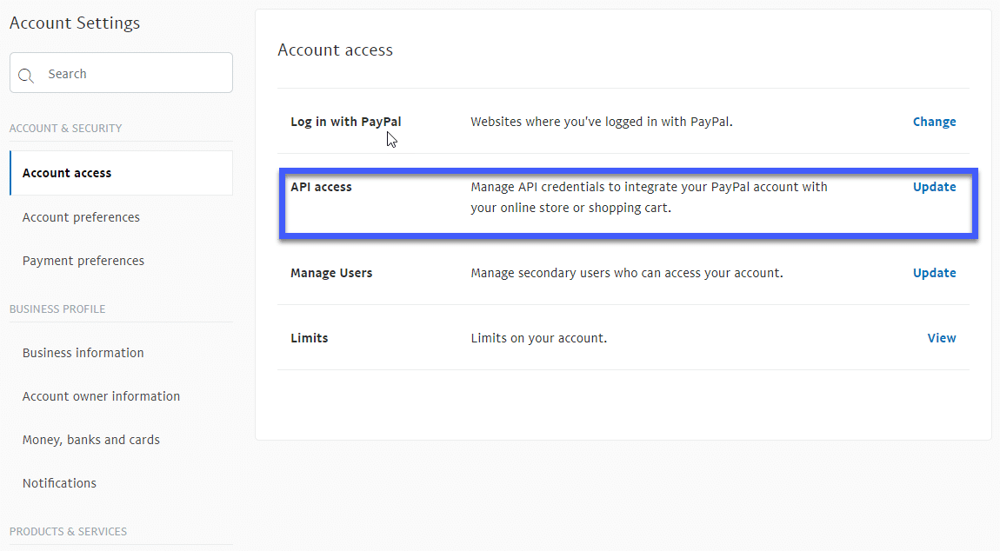 Account Settings
Search
ACCOUNT & SECURITY
Account access
Account preferences
Payment preferences
BUSINESS PROFILE
Business information
Account owner information
Money, banks and cards
Notifications
PRODUCTS & SERVICES
Account access
Log in with PayPal Websites where you've logged in with PayPal. Change
API access Manage API credentials to integrate your PayPal account with Update
your online store or shopping cart.
Manage Users Manage secondary users who can access your account. Update
Limits Limits on your account. View